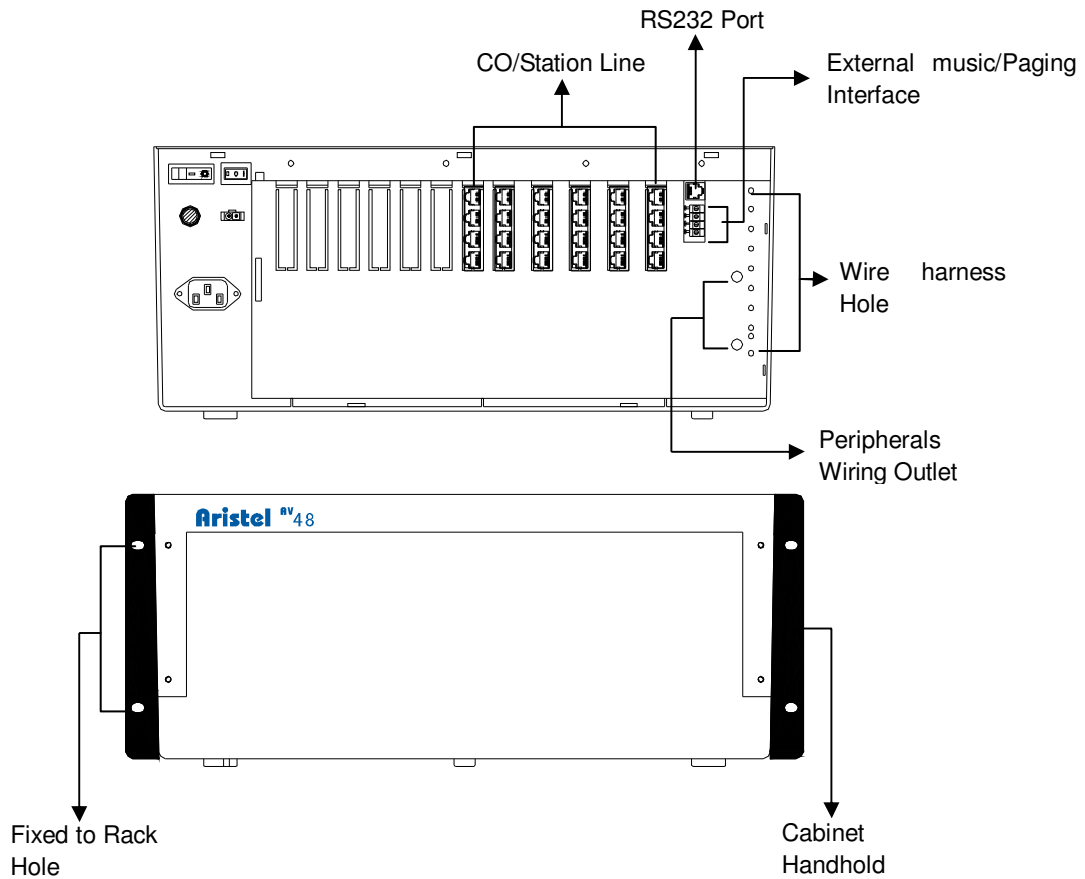 RS232 Port
CO/Station Line
External music/Paging
Interface
Wire harness
Hole
Peripherals
Wiring Outlet
Aristel AV48
Fixed to Rack
Hole
Cabinet
Handhold